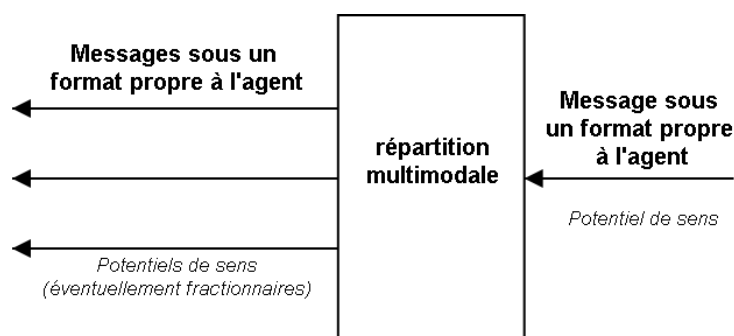 Messages sous un
format propre à l'agent
répartition
multimodale
Message sous
un format propre
à l'agent
Potentiel de sens
Potentiels de sens
(éventuellement fractionnaires)